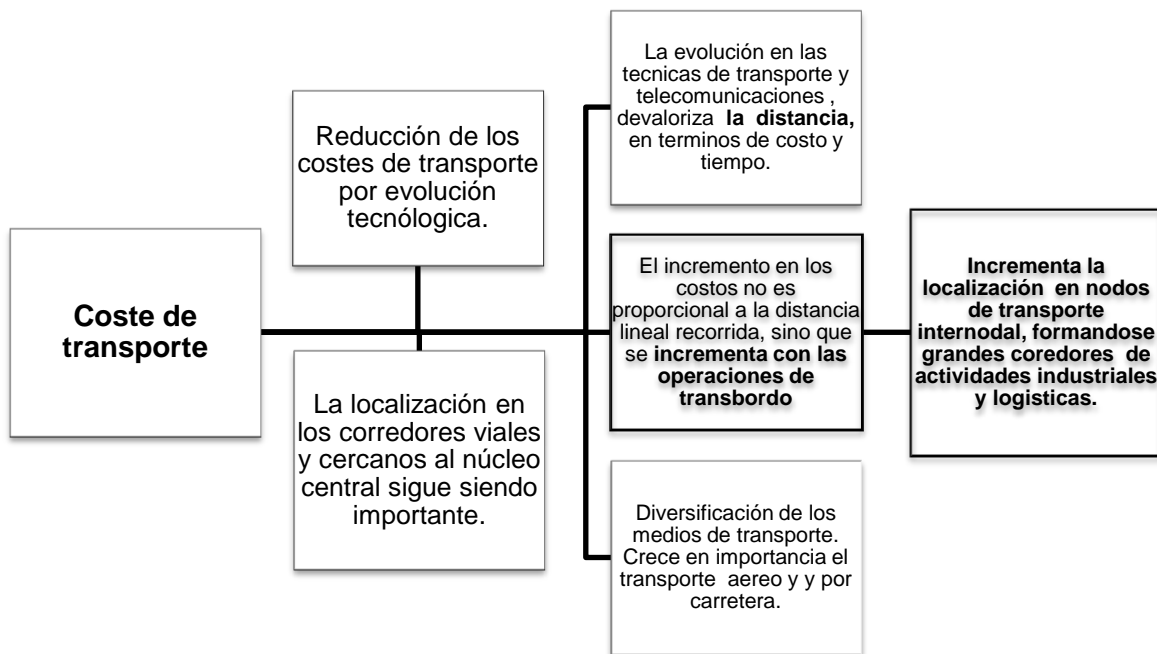 Coste de
transporte
Reducción de los
costes de transporte
por evolución
tecnólogica.
La localización en
los corredores viales
y cercanos al núcleo
central sigue siendo
importante.
La evolución en las
tecnicas de transporte y
telecomunicaciones ,
devaloriza la distancia,
en terminos de costo y
tiempo.
El incremento en los
costos no es
proporcional a la distancia
lineal recorrida, sino que
se incrementa con las
operaciones de
transbordo
Diversificación de los
medios de transporte.
Crece en importancia el
transporte aereo y y por
carretera.
Incrementa la
localización en nodos
de transporte
internodal, formandose
grandes coredores de
actividades industriales
y logisticas.